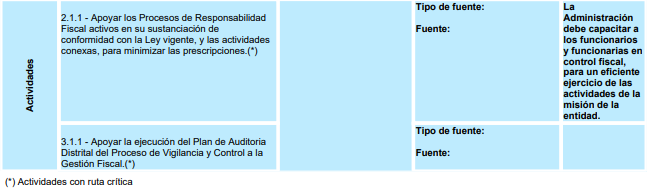 Actividades
2.1.1 - Apoyar los Procesos de Responsabilidad
Fiscal activos en su sustanciación de
conformidad con la Ley vigente, y las actividades
conexas, para minimizar las prescripciones.(*)
Tipo de fuente:
Fuente:
La
Administración
debe capacitar a
los funcionarios
y funcionarias en
control fiscal,
para un eficiente
ejercicio de las
actividades de la
misión de la
entidad.
3.1.1 - Apoyar la ejecución del Plan de Auditoria
Distrital del Proceso de Vigilancia y Control a la
Gestión Fiscal.(*)
Tipo de fuente:
Fuente:
(*) Actividades con ruta crítica